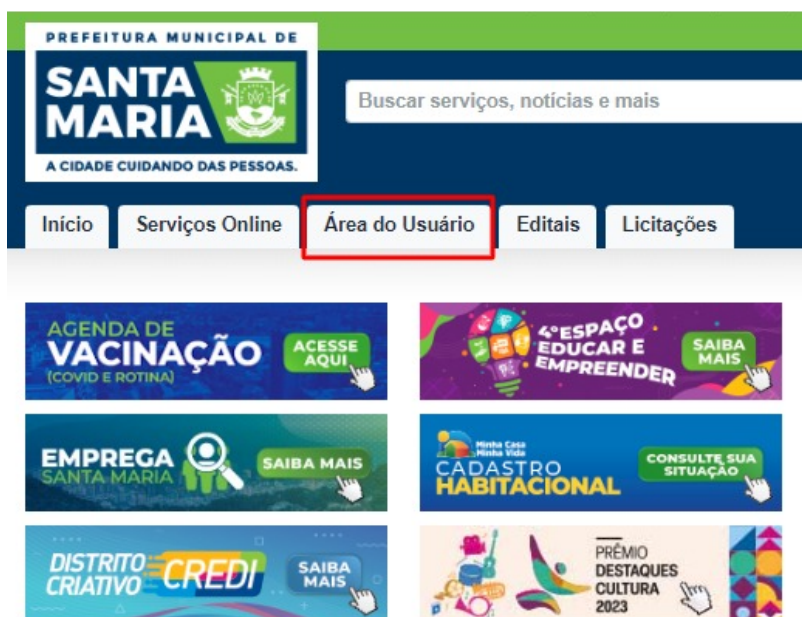 PREFEITURA MUNICIPAL DE
SANTA
MARIA
A CIDADE CUIDANDO DAS PESSOAS.
Buscar serviços, notícias e mais
Início
Serviços Online
Área do Usuário
Editais
Licitações
AGENDA DE
VACINAÇÃO
(COVID E ROTINA)
ACESSE
AQUI
4º ESPAÇO
EDUCAR E
EMPREENDER
SAIBA
MAIS
EMPREGA
SANTA MARIA
SAIBA MAIS
Minha Casa
Minha Vida
CADASTRO
HABITACIONAL
CONSULTE SUA
SITUAÇÃO
DISTRITO
CRIATIVO
CREDI
SAIBA
MAIS
PRÊMIO
DESTAQUES
CULTURA
2023